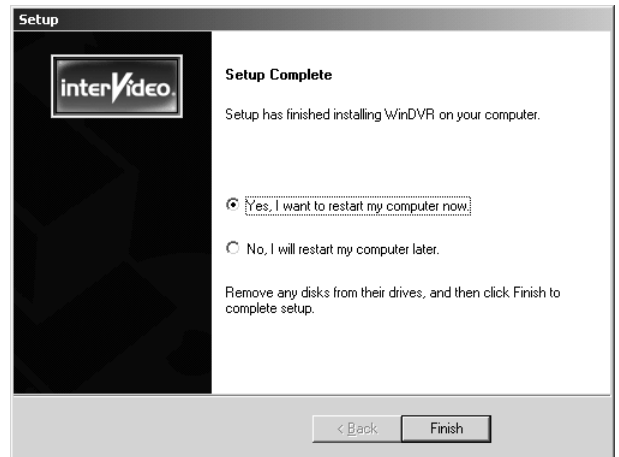 Setup
interVideo.
Setup Complete
Setup has finished installing WinDVR on your computer.
Yes, I want to restart my computer now.
No, I will restart my computer later.
Remove any disks from their drives, and then click Finish to
complete setup.
< Back
Finish